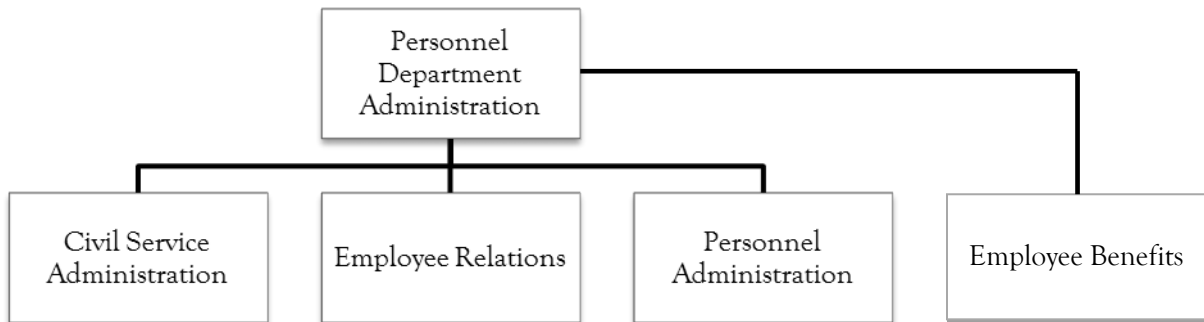 Personnel
Department
Administration
Civil Service
Administration
Employee Relations
Personnel
Administration
Employee Benefits